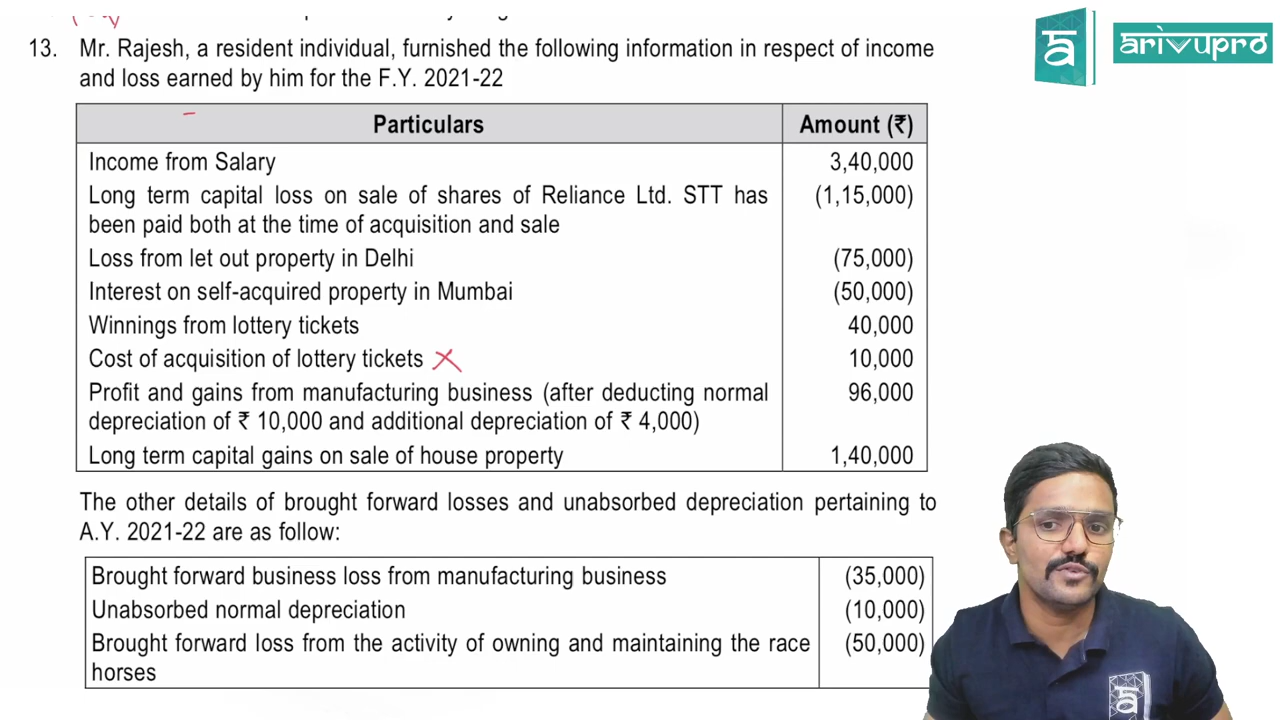 13. Mr. Rajesh, a resident individual, furnished the following information in respect of income
and loss earned by him for the F.Y. 2021-22
Particulars Amount (₹)
Income from Salary 3,40,000
Long term capital loss on sale of shares of Reliance Ltd. STT has (1,15,000)
been paid both at the time of acquisition and sale
Loss from let out property in Delhi (75,000)
Interest on self-acquired property in Mumbai (50,000)
Winnings from lottery tickets 40,000
Cost of acquisition of lottery tickets 10,000
Profit and gains from manufacturing business (after deducting normal 96,000
depreciation of ₹ 10,000 and additional depreciation of ₹ 4,000)
Long term capital gains on sale of house property 1,40,000
The other details of brought forward losses and unabsorbed depreciation pertaining to
A.Y. 2021-22 are as follow:
Brought forward business loss from manufacturing business (35,000)
Unabsorbed normal depreciation (10,000)
Brought forward loss from the activity of owning and maintaining the race (50,000)
horses
arivupro